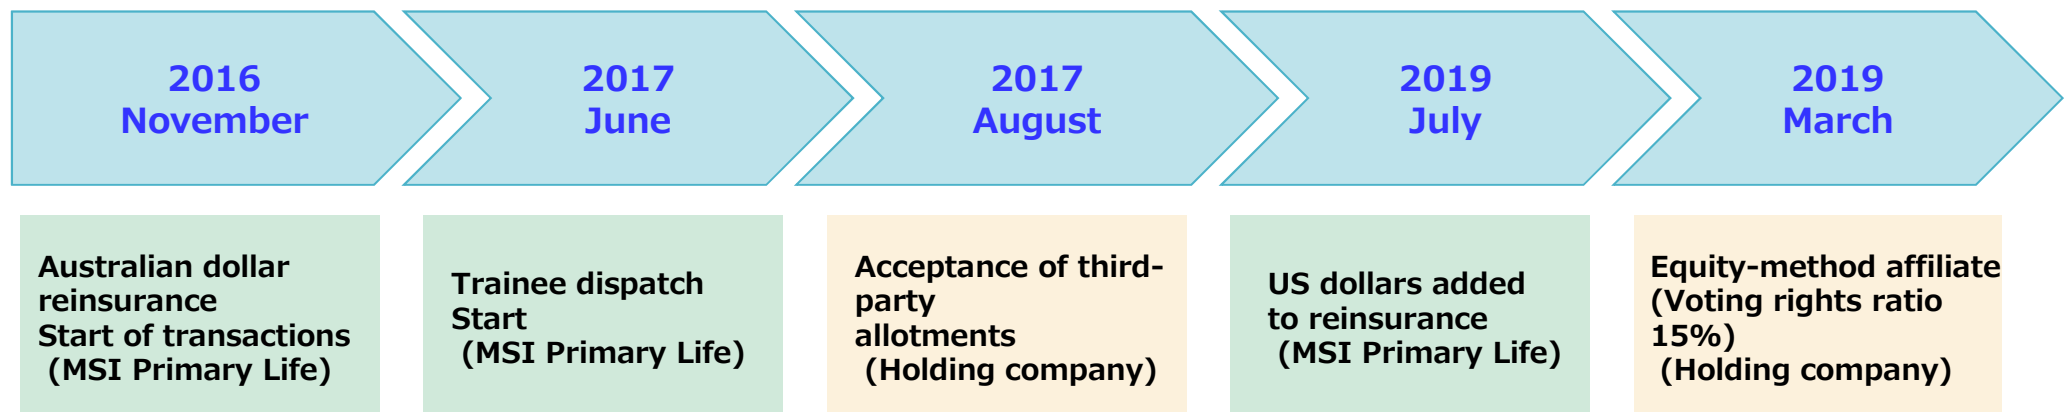 2016
November
2017
June
2017
August
2019
July
2019
March
Australian dollar
reinsurance
Start of transactions
(MSI Primary Life)
Trainee dispatch
Start
(MSI Primary Life)
Acceptance of third-
party
allotments
(Holding company)
US dollars added
to reinsurance
(MSI Primary Life)
Equity-method affiliate
(Voting rights ratio
15%)
(Holding company)